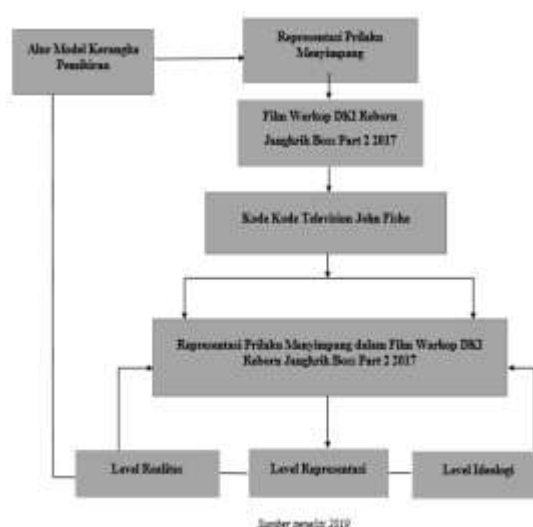 Alur Model Kerangka
Pemikiran
Representasi Prilaku
Menyimpang
Film Warkop DKI Reborn
Jangkrik Boss Part 2 2017
Kode Kode Television John Fiske
Representasi Prilaku Menyimpang dalam Film Warkop DKI
Reborn Jangkrik Boss Part 2 2017
Level Realitas
Level Representasi
Level Ideologi
Sumber peneliti 2019